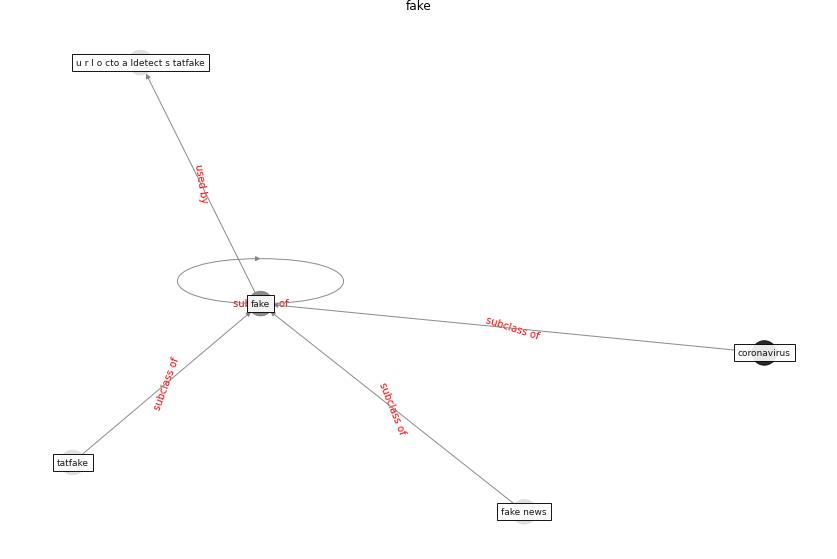 fake
u r l o cto a ldetect s tatfake
used by
subclass of
fake
subclass of
coronavirus
subclass of
subclass of
tatfake
fake news